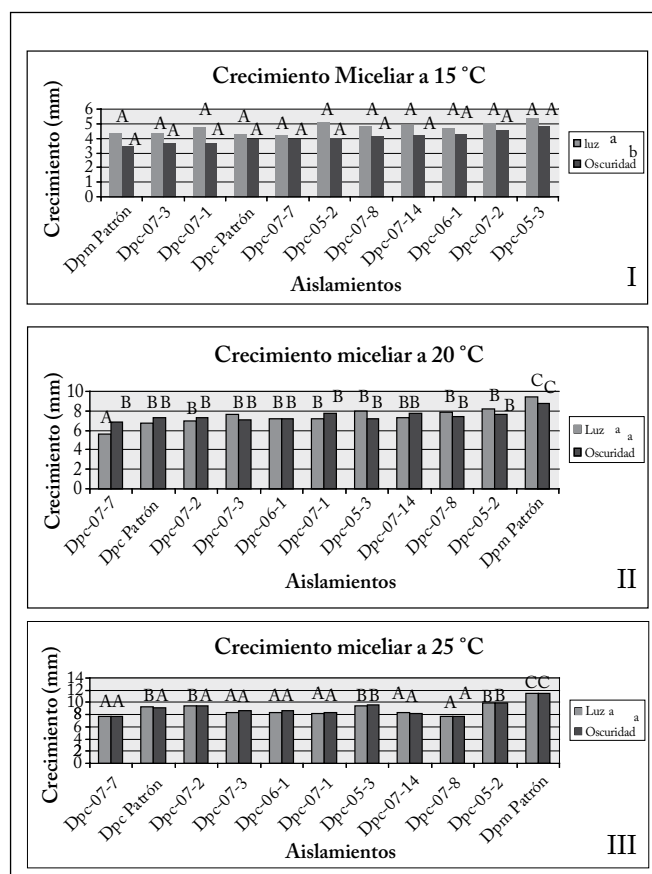 Crecimiento Miceliar a 15 °C
Crecimiento (mm)
6
5
4
3
2
1
0
A A A A A A A A A A A A A A A A A A A A A A
luz a
Oscuridad b
Dpm Patrón
Dpc-07-3
Dpc-07-1
Dpc Patrón
Dpc-07-7
Dpc-05-2
Dpc-07-8
Dpc-07-14
Dpc-06-1
Dpc-07-2
Dpc-05-3
Aislamientos
I
Crecimiento miceliar a 20 °C
Crecimiento (mm)
10
8
6
4
2
0
A B B B B B B B B B B B B B B B B B B B C C
Luz a
a
Oscuridad
Dpc-07-7
Dpc Patrón
Dpc-07-2
Dpc-07-3
Dpc-06-1
Dpc-07-1
Dpc-05-3
Dpc-07-14
Dpc-07-8
Dpc-05-2
Dpm Patrón
Aislamientos
II
Crecimiento miceliar a 25 °C
Crecimiento (mm)
14
12
10
8
6
4
2
0
A A B A B A A A A A A A B B A A A A B B C C
Luz a
a
Oscuridad
Dpc-07-7
Dpc Patrón
Dpc-07-2
Dpc-07-3
Dpc-06-1
Dpc-07-1
Dpc-05-3
Dpc-07-14
Dpc-07-8
Dpc-05-2
Dpm Patrón
Aislamientos
III